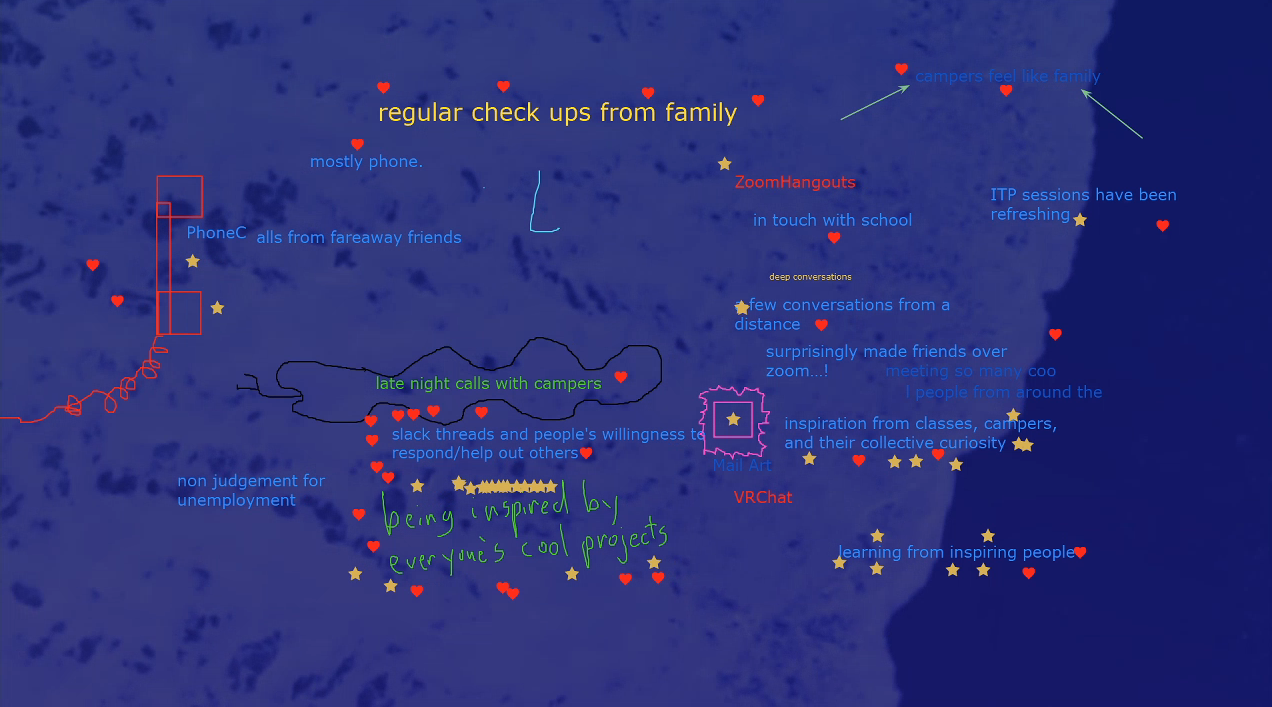 campers feel like family
regular check ups from family
mostly phone.
ZoomHangouts
ITP sessions have been
refreshing
in touch with school
PhoneC
alls from fareaway friends
deep conversations
a few conversations from a
distance
surprisingly made friends over
zoom...!
meeting so many coo
l people from around the
late night calls with campers
inspiration from classes, campers,
and their collective curiosity
slack threads and people's willingness to
respond/help out others
Mail Art
non judgement for
unemployment
VRChat
being inspired by
everyone's cool projects
learning from inspiring people